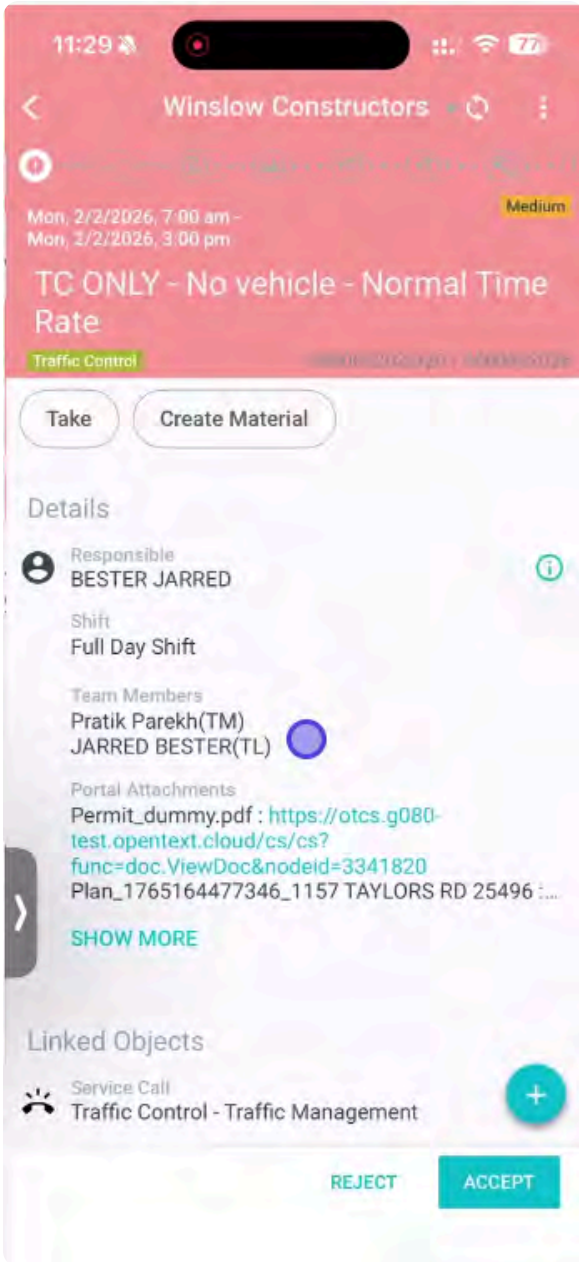 11:29
77
Winslow Constructors
Mon, 2/2/2026, 7:00 am -
Mon, 2/2/2026, 3:00 pm
Medium
TC ONLY - No vehicle - Normal Time
Rate
Traffic Control
Take
Create Material
Details
Responsible
BESTER JARRED
Shift
Full Day Shift
Team Members
Pratik Parekh(TM)
JARRED BESTER(TL)
Portal Attachments
Permit_dummy.pdf : https://otcs.g080-
test.opentext.cloud/cs/cs?
func=doc.ViewDoc&nodeid=3341820
Plan_1765164477346_1157 TAYLORS RD 25496 :...
SHOW MORE
Linked Objects
Service Call
Traffic Control - Traffic Management
REJECT
ACCEPT